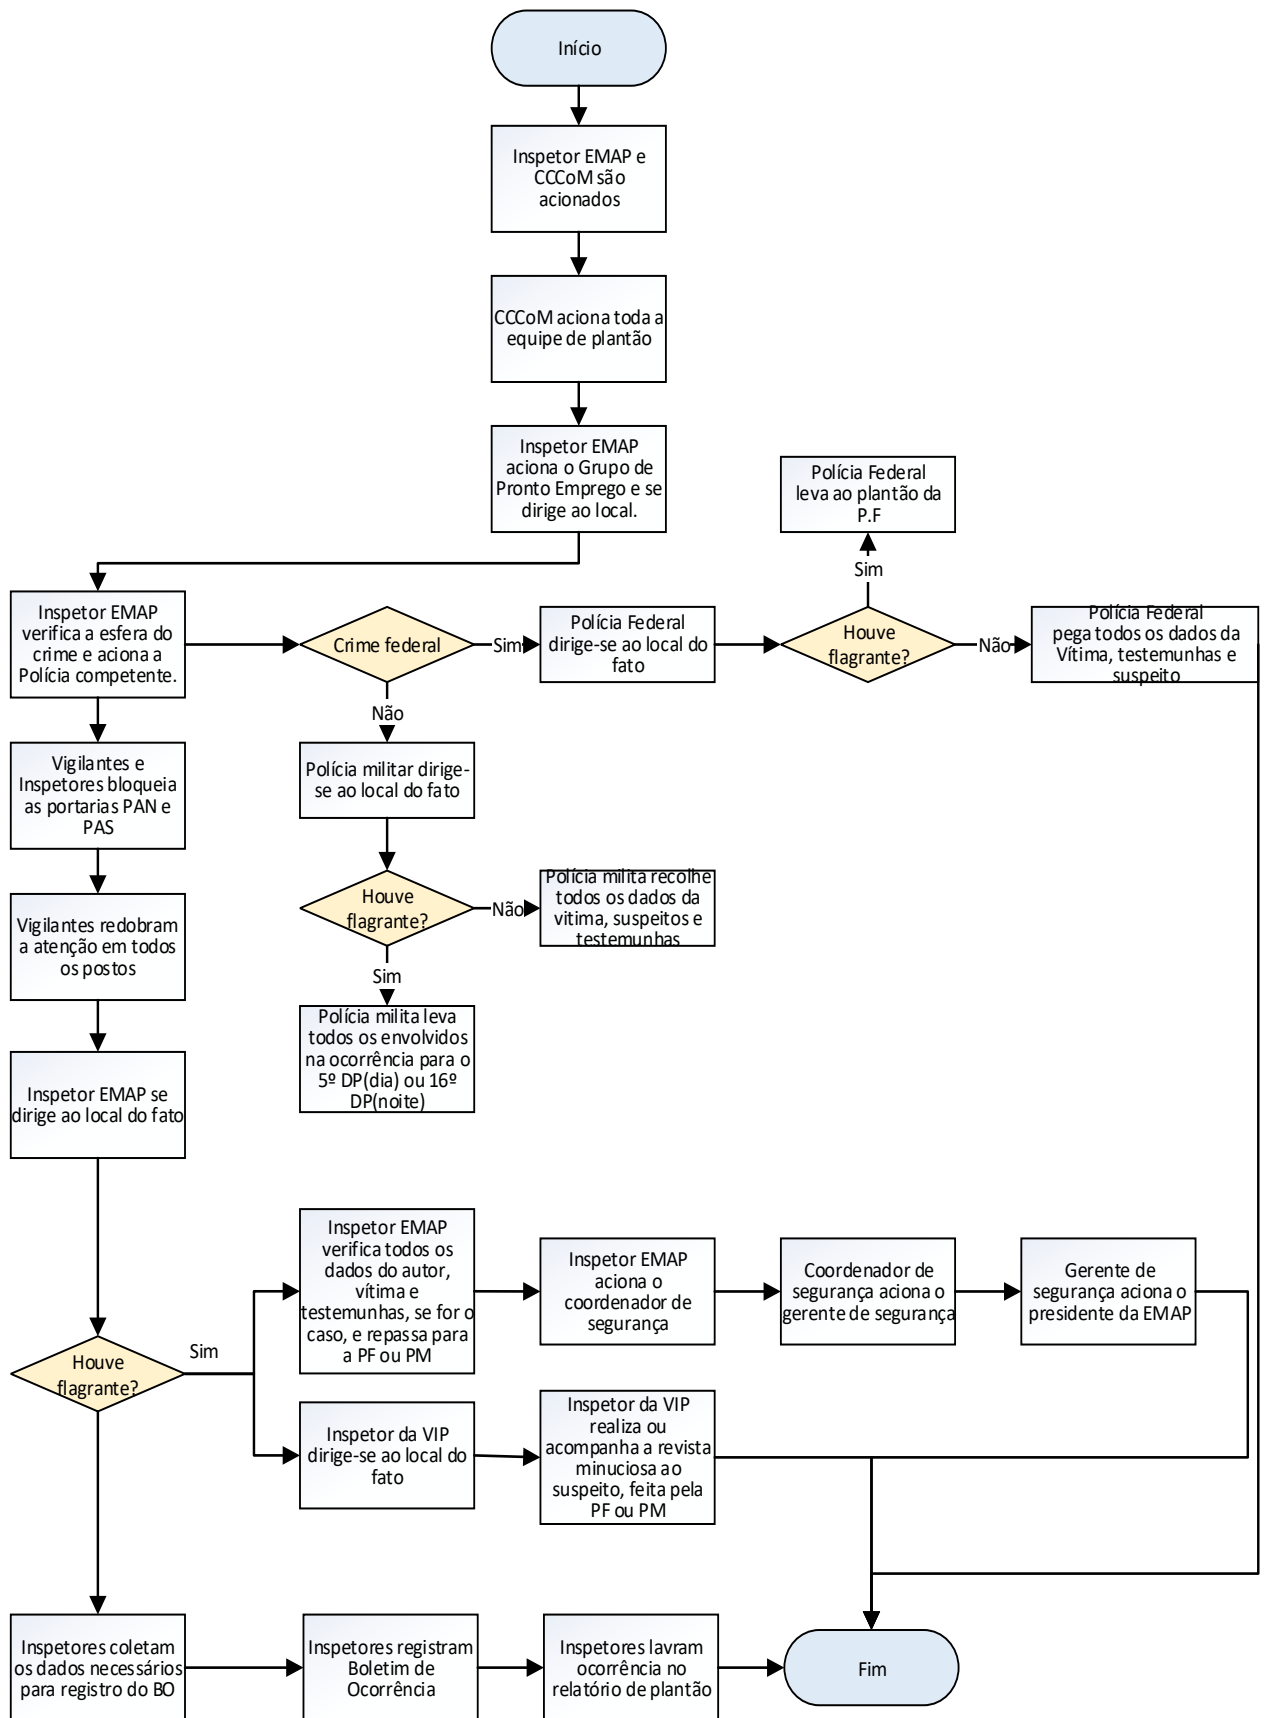 Início
Inspetor EMAP e
CCCoM são
acionados
CCCoM aciona toda a
equipe de plantão
Inspetor EMAP
aciona o Grupo de
Pronto Emprego e se
dirige ao local.
Polícia Federal
leva ao plantão da
P.F
Sim
Inspetor EMAP
verifica a esfera do
crime e aciona a
Polícia competente.
Crime federal
Sim
Polícia Federal
dirige-se ao local do
fato
Houve
flagrante?
Não
Polícia Federal
pega todos os dados da
Vítima, testemunhas e
suspeito
Não
Vigilantes e
Inspetores bloqueia
as portarias PAN e
PAS
Polícia militar dirige-
se ao local do fato
Vigilantes redobram
a atenção em todos
os postos
Houve
flagrante?
Não
Polícia milita recolhe
todos os dados da
vitima, suspeitos e
testemunhas
Sim
Polícia milita leva
todos os envolvidos
na ocorrência para o
5º DP(dia) ou 16º
DP(noite)
Inspetor EMAP se
dirige ao local do fato
Inspetor EMAP
verifica todos os
dados do autor,
vítima e
testemunhas, se for o
caso, e repassa para
a PF ou PM
Inspetor EMAP
aciona o
coordenador de
segurança
Coordenador de
segurança aciona o
gerente de segurança
Gerente de
segurança aciona o
presidente da EMAP
Houve
flagrante?
Sim
Inspetor da VIP
dirige-se ao local do
fato
Inspetor da VIP
realiza ou
acompanha a revista
minuciosa ao
suspeito, feita pela
PF ou PM
Inspetores coletam
os dados necessários
para registro do BO
Inspetores registram
Boletim de
Ocorrência
Inspetores lavram
ocorrência no
relatório de plantão
Fim